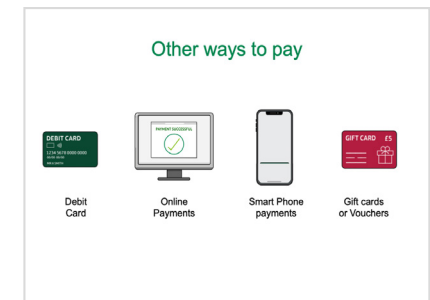 Other ways to pay
DEBIT CARD
1234 5678 0000 0000
PAYMENT SUCCESSFUL
GIFT CARD £5
Debit
Card
Online
Payments
Smart Phone
payments
Gift cards
or Vouchers